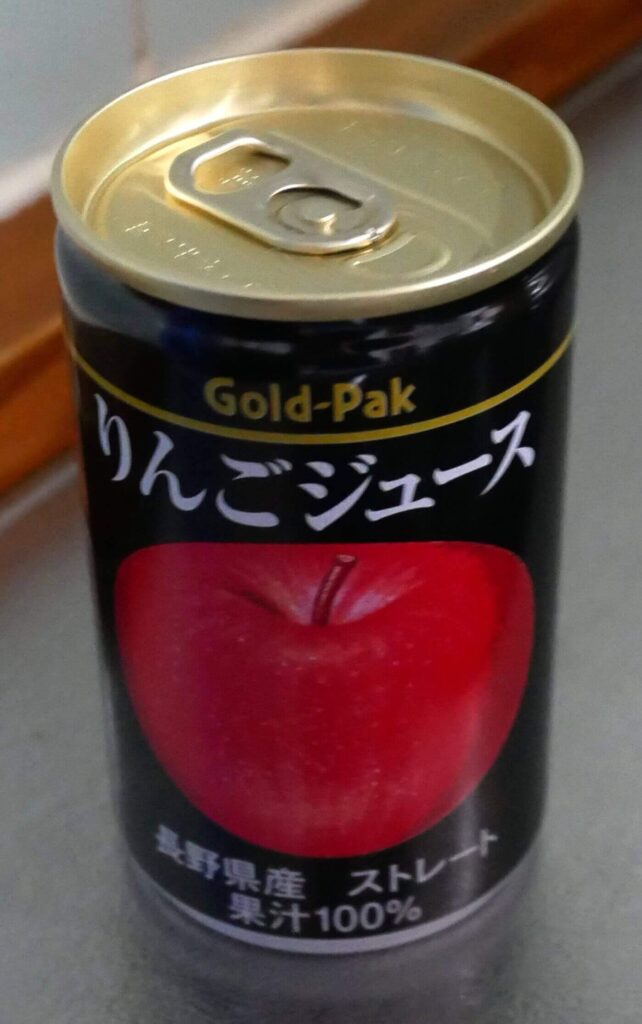 Gold-Pak
りんごジュース
長野県産 ストレート
果汁100%